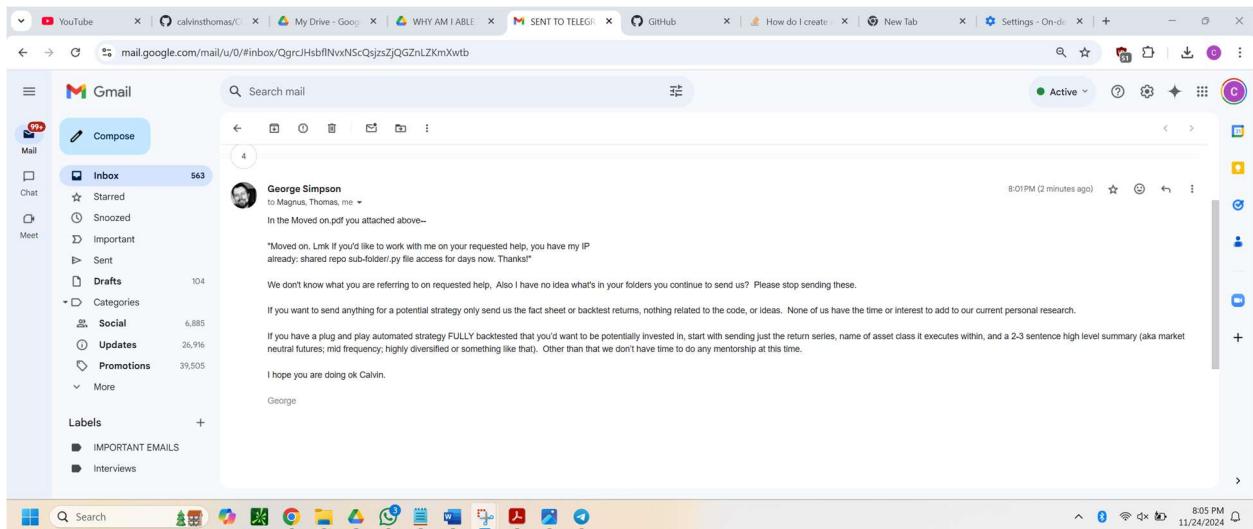 YouTube
calvinsthomas/C
My Drive - Goog
WHY AM I ABLE
SENT TO TELEGR
GitHub
How do I create
New Tab
Settings - On-de
mail.google.com/mail/u/0/#inbox/QgrcJHsbflNvxNScQsjzsZjQGZnLZKmXwtb
51
C
Gmail
Search mail
Active
C
99+
Mail
Chat
Meet
Compose
Inbox 563
Starred
Snoozed
Important
Sent
Drafts 104
Categories
Social 6,885
Updates 26,916
Promotions 39,505
More
Labels
IMPORTANT EMAILS
Interviews
4
George Simpson 8:01 PM (2 minutes ago)
to Magnus, Thomas, me
In the Moved on.pdf you attached above--
"Moved on. Lmk if you'd like to work with me on your requested help, you have my IP
already: shared repo sub-folder/.py file access for days now. Thanks!"
We don't know what you are referring to on requested help, Also I have no idea what's in your folders you continue to send us? Please stop sending these.
If you want to send anything for a potential strategy only send us the fact sheet or backtest returns, nothing related to the code, or ideas. None of us have the time or interest to add to our current personal research.
If you have a plug and play automated strategy FULLY backtested that you'd want to be potentially invested in, start with sending just the return series, name of asset class it executes within, and a 2-3 sentence high level summary (aka market
neutral futures; mid frequency; highly diversified or something like that). Other than that we don't have time to do any mentorship at this time.
I hope you are doing ok Calvin.
George
31
Search
3
8:05 PM
11/24/2024